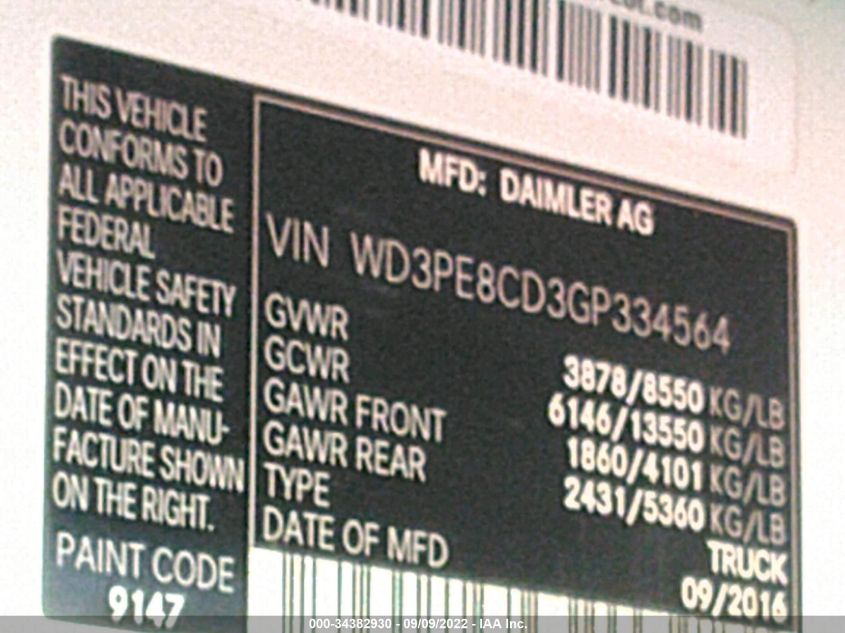 THIS VEHICLE
CONFORMS TO
ALL APPLICABLE
FEDERAL
VEHICLE SAFETY
STANDARDS IN
EFFECT ON THE
DATE OF MANU-
FACTURE SHOWN
ON THE RIGHT.
PAINT CODE
9147
MFD: DAIMLER AG
VIN WD3PE8CD3GP334564
GVWR 3878/8550 KG/LB
GCWR 6146/13550 KG/LB
GAWR FRONT 1860/4101 KG/LB
GAWR REAR 2431/5360 KG/LB
TYPE TRUCK
DATE OF MFD 09/2016
000-34382930 - 09/09/2022 - IAA Inc.